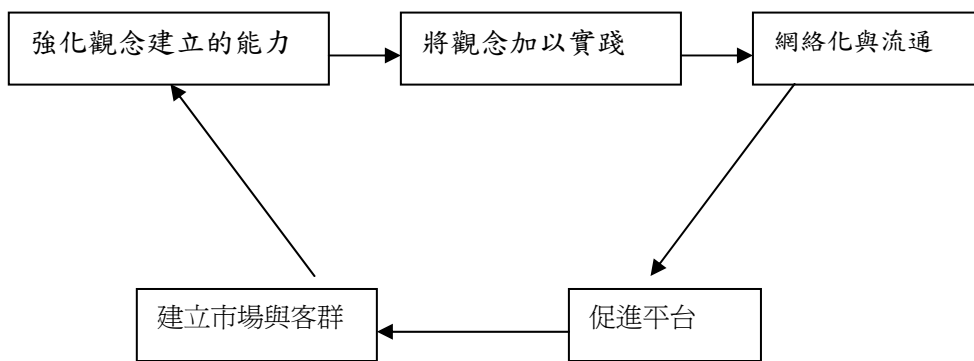 強化觀念建立的能力
將觀念加以實踐
網絡化與流通
建立市場與客群
促進平台